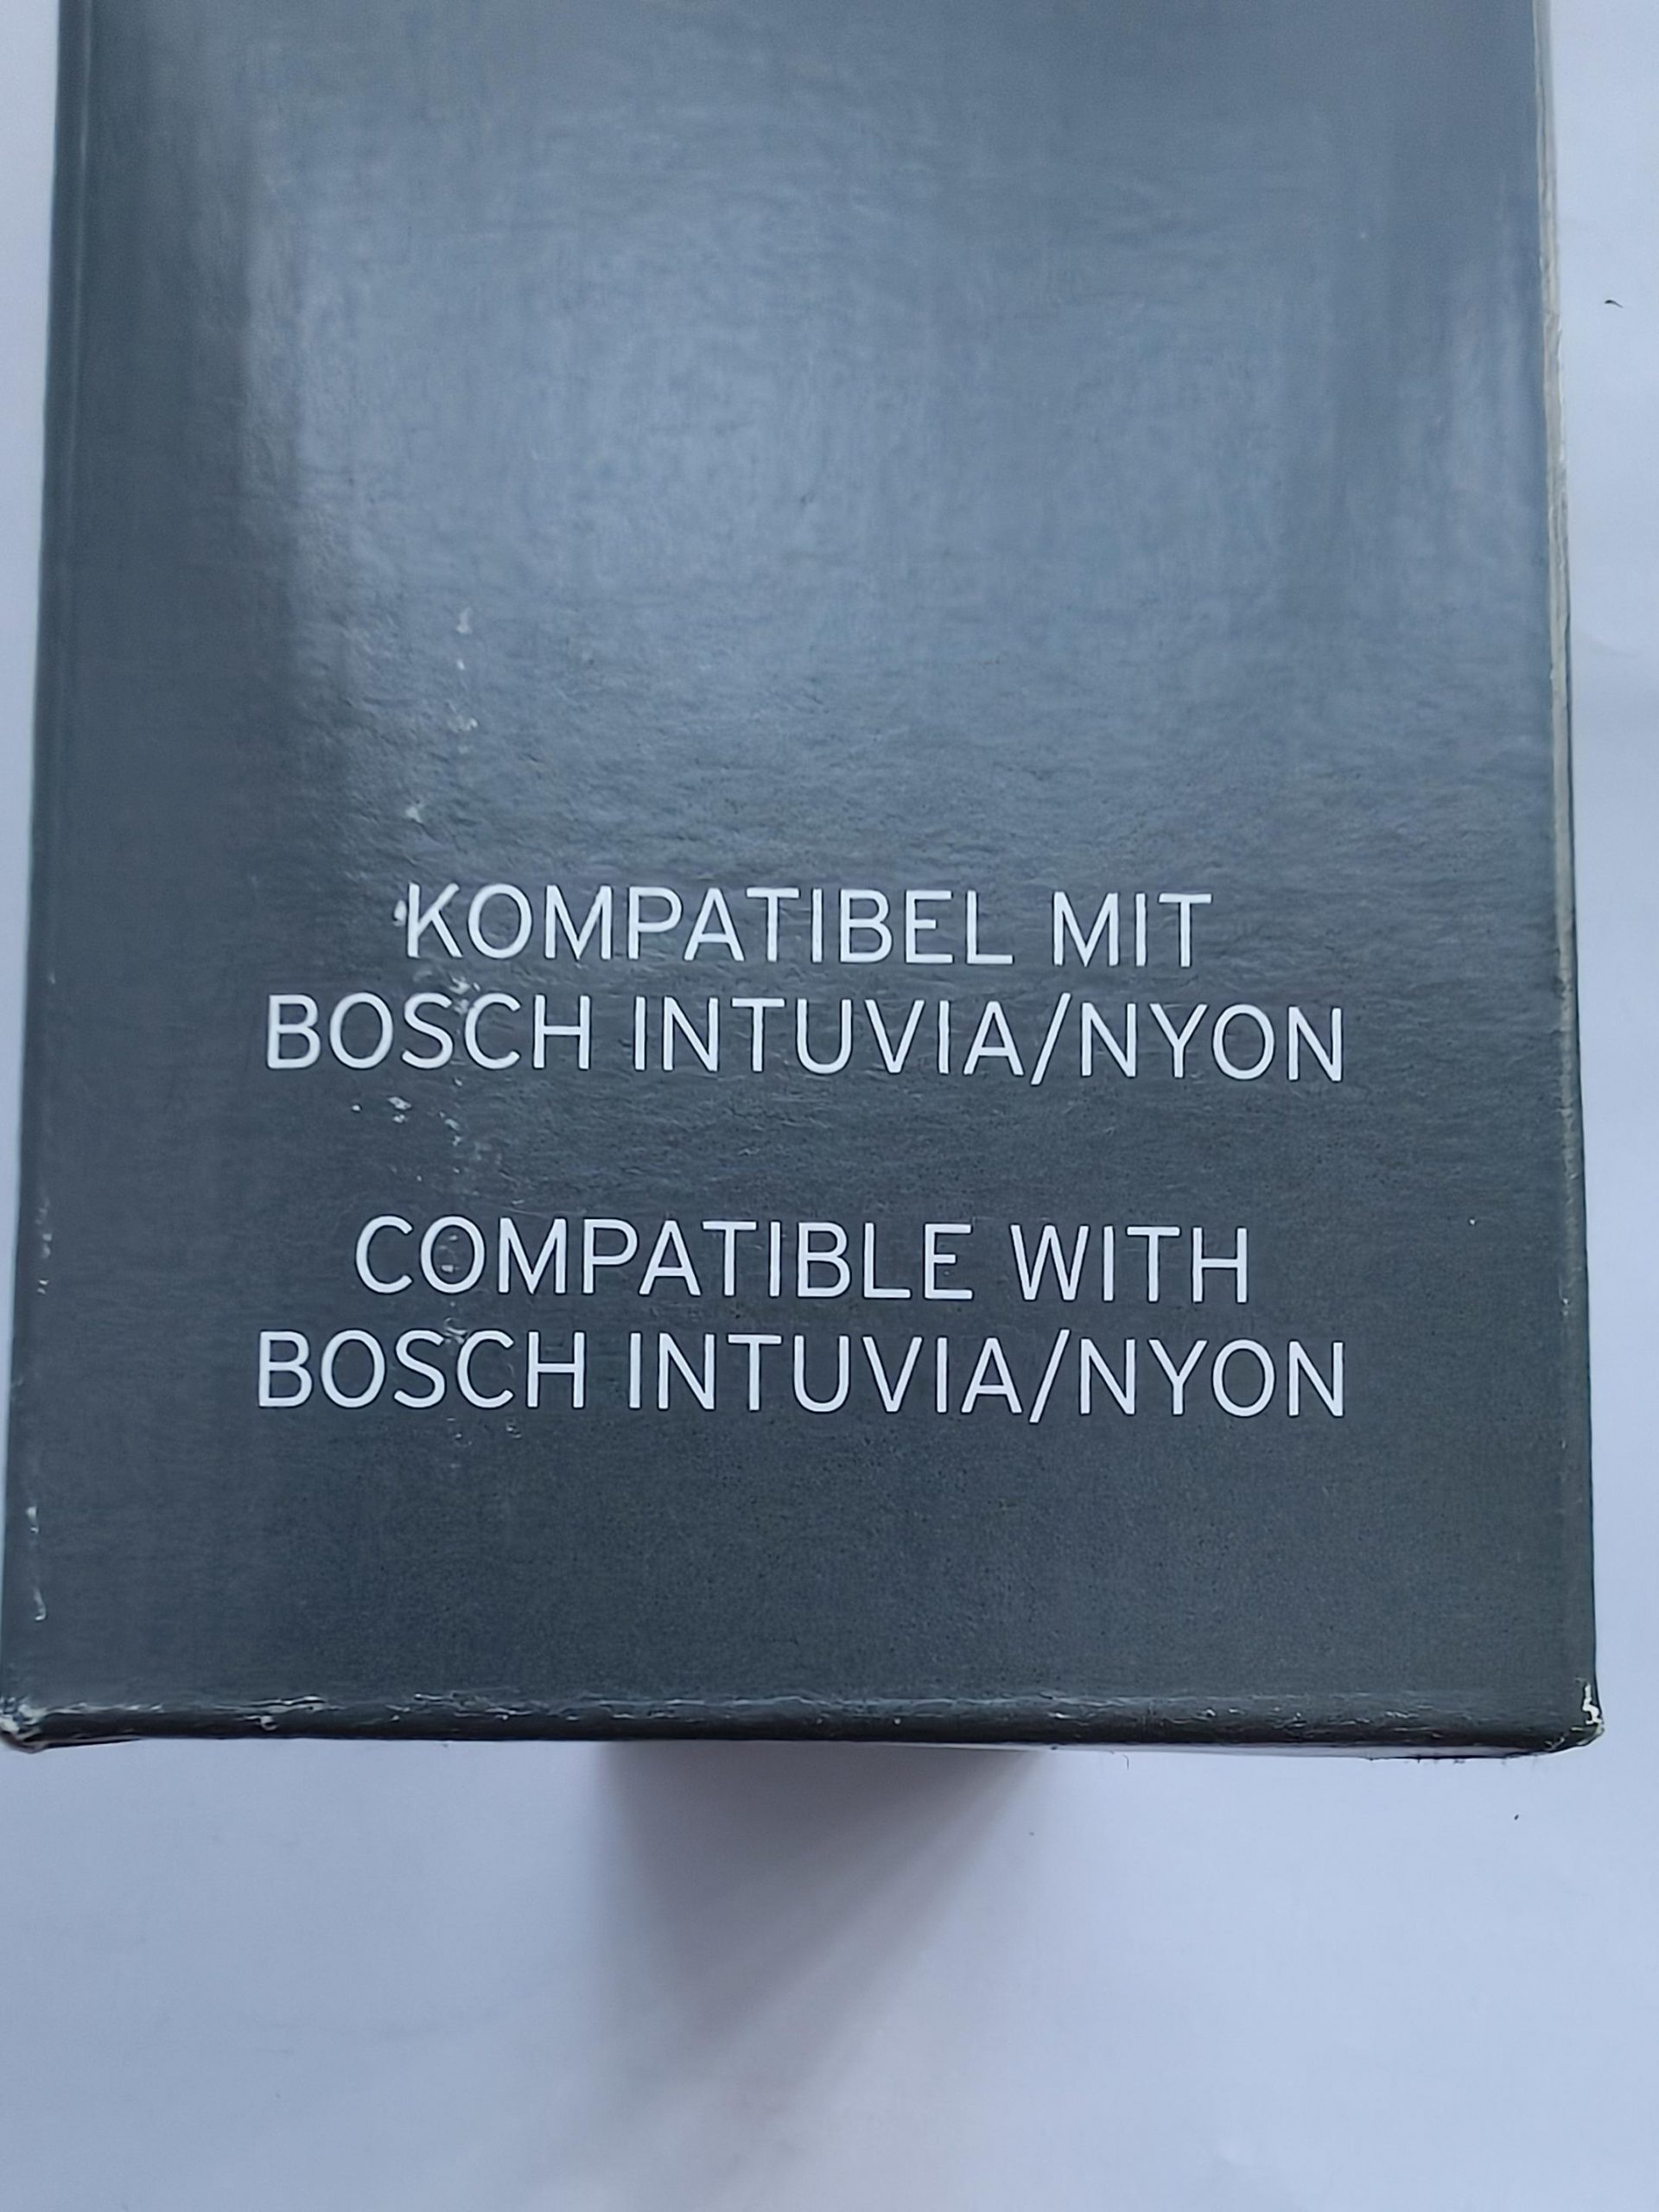 KOMPATIBEL MIT
BOSCH INTUVIA/NYON
COMPATIBLE WITH
BOSCH INTUVIA/NYON